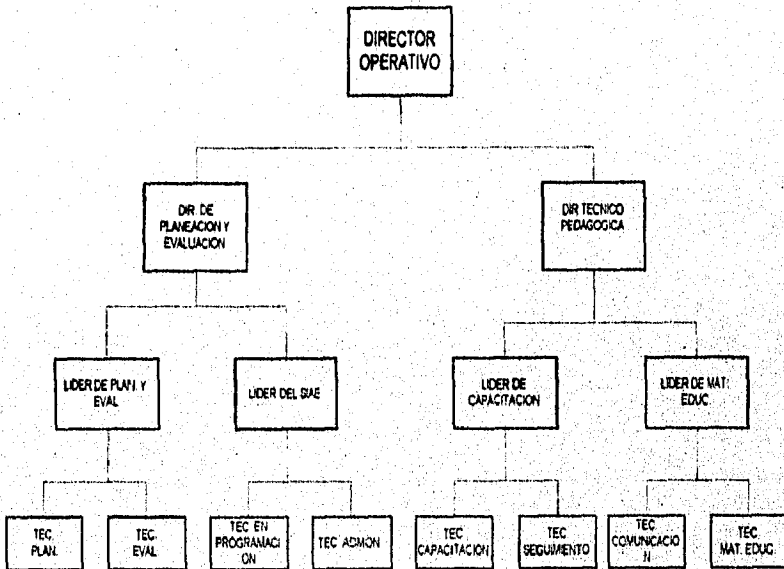 DIRECTOR
OPERATIVO
DIR. DE
PLANEACION Y
EVALUACION
DIR TECNICO
PEDAGOGICA
LIDER DE PLAN. Y
EVAL
LIDER DEL SIAE
LIDER DE
CAPACITACION
LIDER DE MAT.
EDUC.
TEC.
PLAN.
TEC.
EVAL
TEC EN
PROGRAMACI
ON
TEC ADMON
TEC
CAPACITACION
TEC
SEGUIMIENTO
TEC
COMUNICACIO
N
TEC
MAT. EDUC.